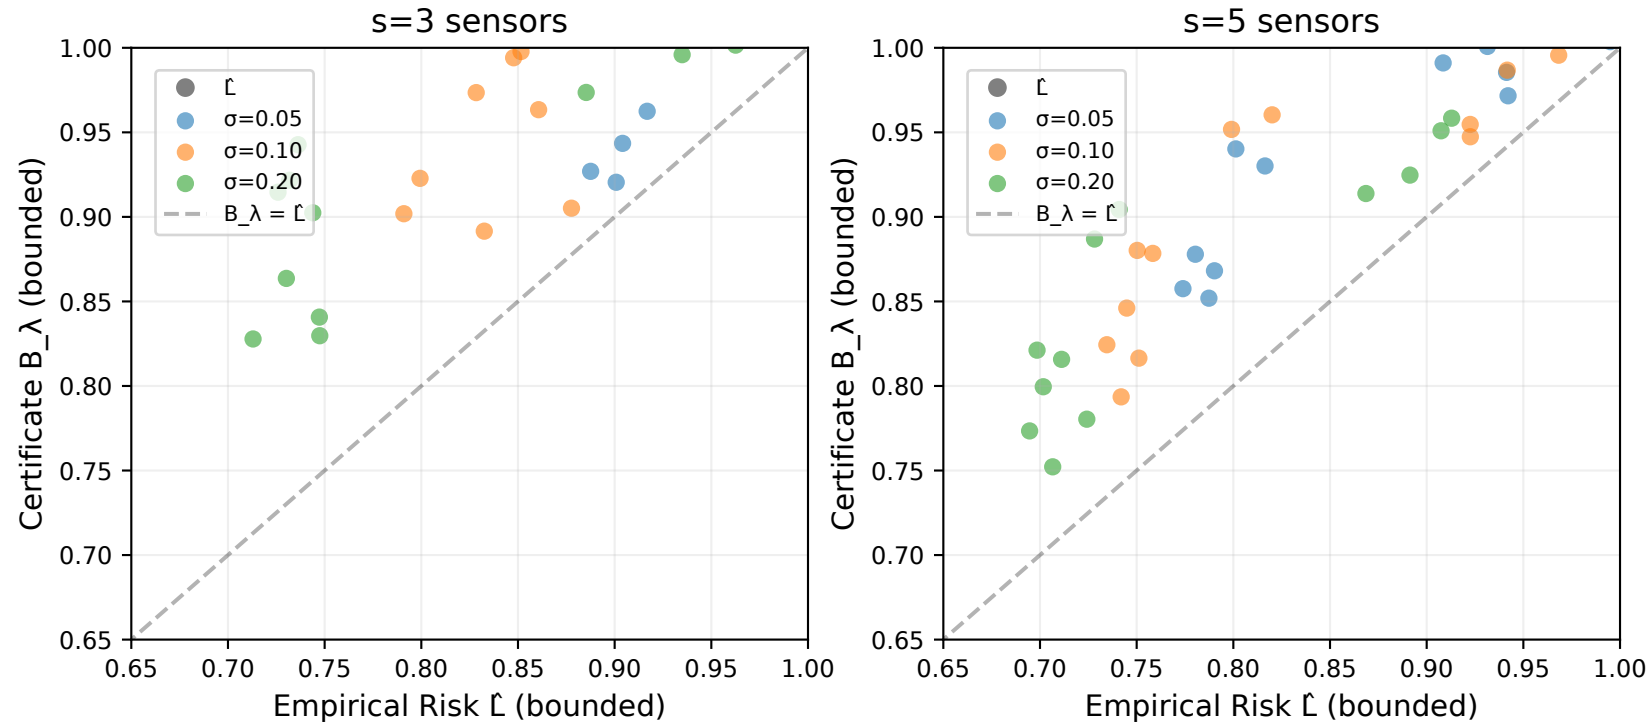 s=3 sensors
1.00
0.95
0.90
0.85
0.80
0.75
0.70
0.65
Certificate B_λ (bounded)
L̂
σ=0.05
σ=0.10
σ=0.20
B_λ = L̂
0.65 0.70 0.75 0.80 0.85 0.90 0.95 1.00
Empirical Risk L̂ (bounded)
s=5 sensors
1.00
0.95
0.90
0.85
0.80
0.75
0.70
0.65
Certificate B_λ (bounded)
L̂
σ=0.05
σ=0.10
σ=0.20
B_λ = L̂
0.65 0.70 0.75 0.80 0.85 0.90 0.95 1.00
Empirical Risk L̂ (bounded)